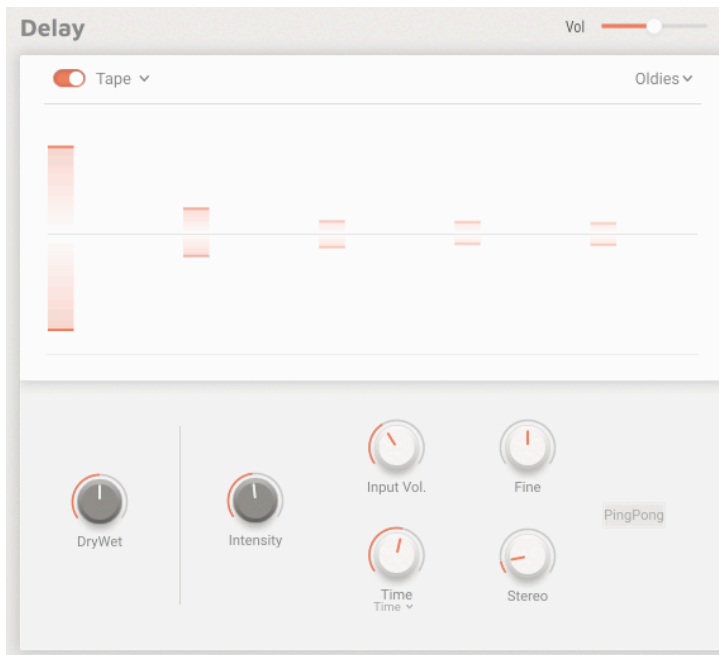 Delay
Vol
Tape
Oldies
Input Vol.
Fine
DryWet
Intensity
PingPong
Time
Time
Stereo